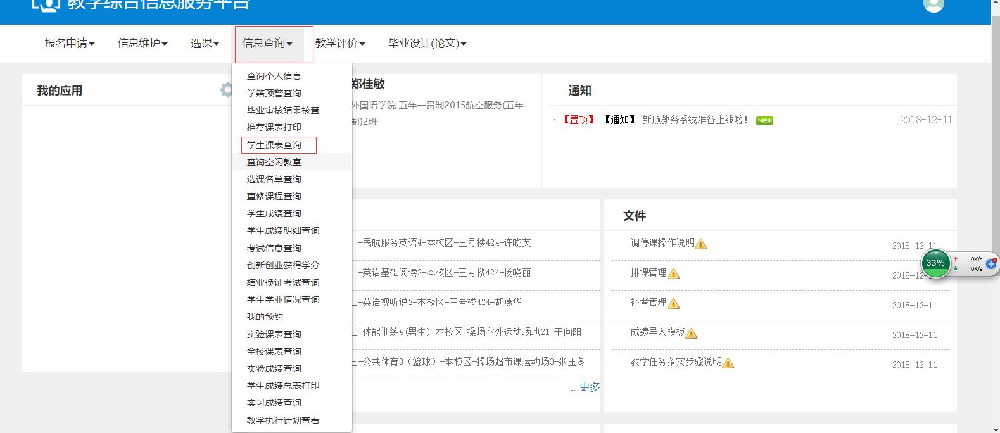 教学综合信息服务平台
报名申请 信息维护 选课 信息查询 教学评价 毕业设计(论文)
我的应用
查询个人信息
学籍预警查询
毕业审核结果核查
推荐课表打印
学生课表查询
查询空闲教室
选课名单查询
重修课程查询
学生成绩查询
学生成绩明细查询
考试信息查询
创新创业获得学分
结业换证考试查询
学生学业情况查询
我的预约
实验课表查询
全校课表查询
实验成绩查询
学生成绩总表打印
实习成绩查询
教学执行计划查看
郑佳敏
外国语学院 五年一贯制2015航空服务(五年
制)2班
通知
【置顶】 【通知】 新版教务系统准备上线啦! NEW 2018-12-11
一-民航服务英语4-本校区-三号楼424-许晓英
一-英语基础阅读2-本校区-三号楼424-杨晓丽
二-英语视听说2-本校区-三号楼424-胡燕华
二-体能训练4(男生)-本校区-操场室外运动场地21-于向阳
三-公共体育3（篮球）-本校区-操场超市课运动场3-张玉冬
...更多
文件
调停课操作说明 2018-12-11
排课管理 2018-12-
补考管理 2018-12-11
成绩导入模板 2018-12-11
教学任务落实步骤说明 2018-12-11
33% 0K/s
0K/s